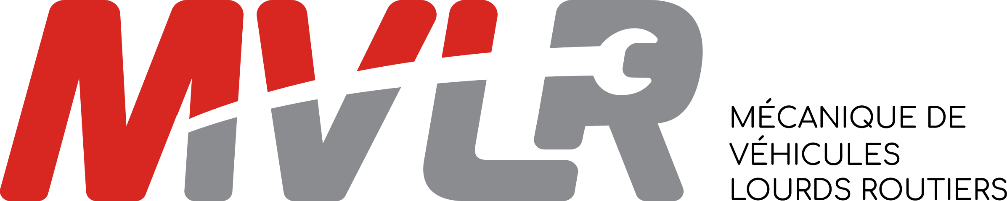 MVLR
MÉCANIQUE DE
VÉHICULES
LOURDS ROUTIERS